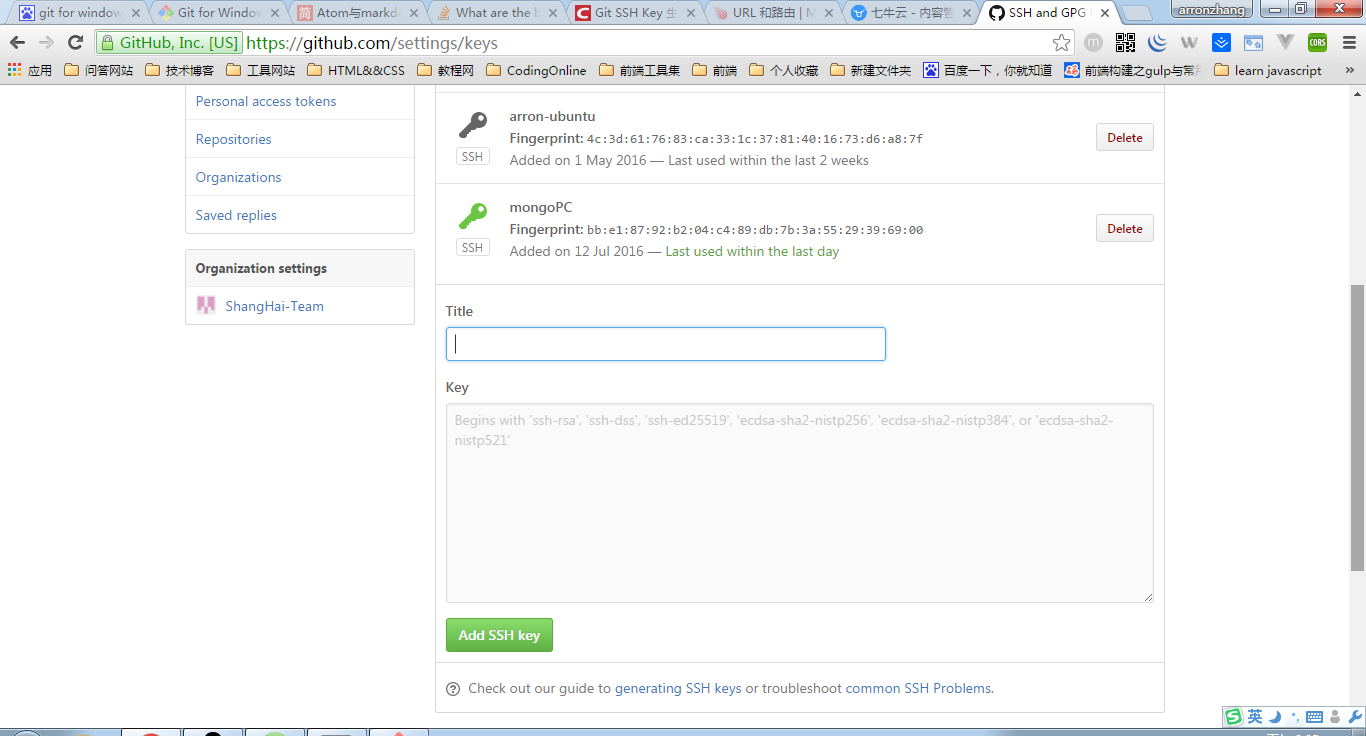 git for window
Git for Window
Atom与markd
What are the b
Git SSH Key 生
URL 和路由 | M
七牛云 - 内容管
SSH and GPG
arronzhang
GitHub, Inc. [US] https://github.com/settings/keys
应用 问答网站 技术博客 工具网站 HTML&&CSS 教程网 CodingOnline 前端工具集 前端 个人收藏 新建文件夹 百度一下，你就知道 前端构建之gulp与常用 learn javascript »
Personal access tokens
Repositories
Organizations
Saved replies
Organization settings
ShangHai-Team
arron-ubuntu
Fingerprint: 4c:3d:61:76:83:ca:33:1c:37:81:40:16:73:d6:a8:7f
SSH
Added on 1 May 2016 — Last used within the last 2 weeks
Delete
mongoPC
Fingerprint: bb:e1:87:92:b2:04:c4:89:db:7b:3a:55:29:39:69:00
SSH
Added on 12 Jul 2016 — Last used within the last day
Delete
Title
Key
Begins with 'ssh-rsa', 'ssh-dss', 'ssh-ed25519', 'ecdsa-sha2-nistp256', 'ecdsa-sha2-nistp384', or 'ecdsa-sha2-
nistp521'
Add SSH key
Check out our guide to generating SSH keys or troubleshoot common SSH Problems.
英